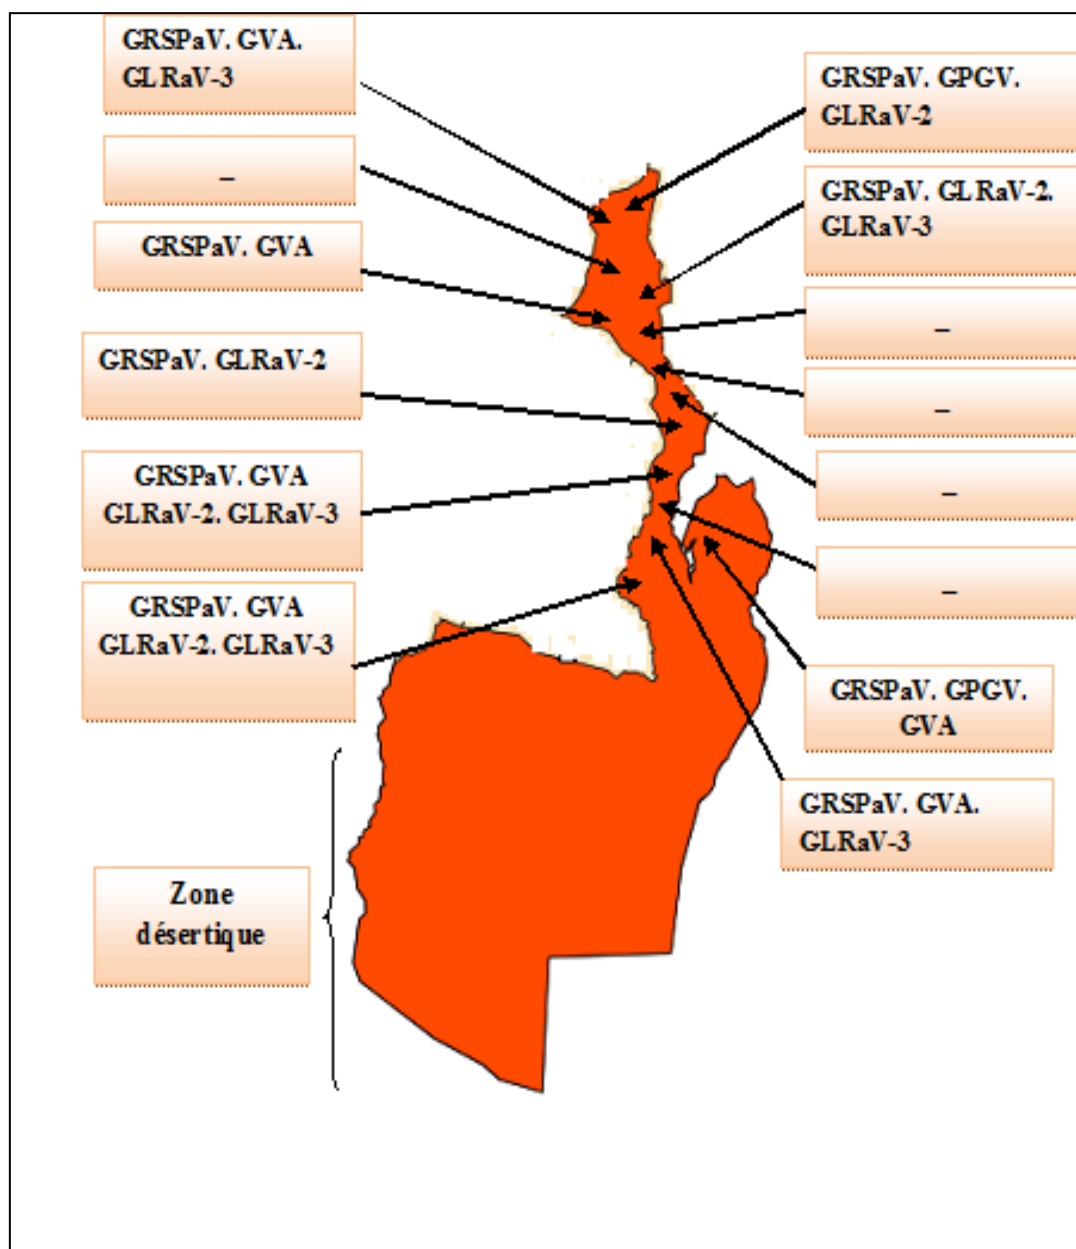 GRSPaV. GVA.
GLRaV-3
_
GRSPaV. GVA
GRSPaV. GLRaV-2
GRSPaV. GVA
GLRaV-2. GLRaV-3
GRSPaV. GVA
GLRaV-2. GLRaV-3
Zone
désertique
GRSPaV. GPGV.
GLRaV-2
GRSPaV. GLRaV-2.
GLRaV-3
_
_
_
_
GRSPaV. GPGV.
GVA
GRSPaV. GVA.
GLRaV-3